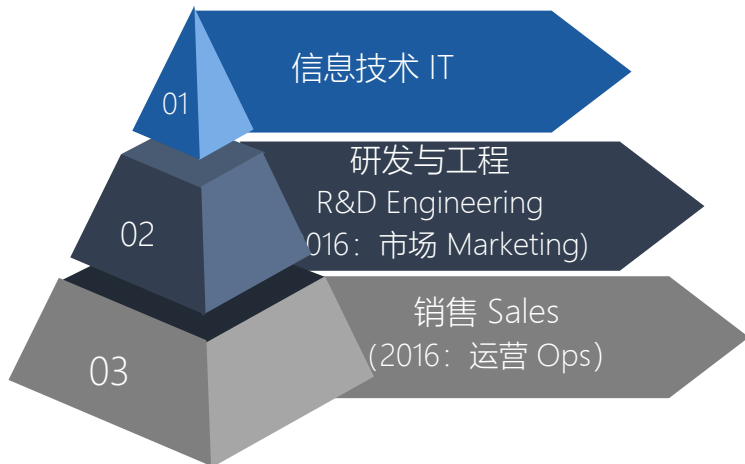 01
信息技术 IT
02
研发与工程
R&D Engineering
016：市场 Marketing)
03
销售 Sales
(2016：运营 Ops)